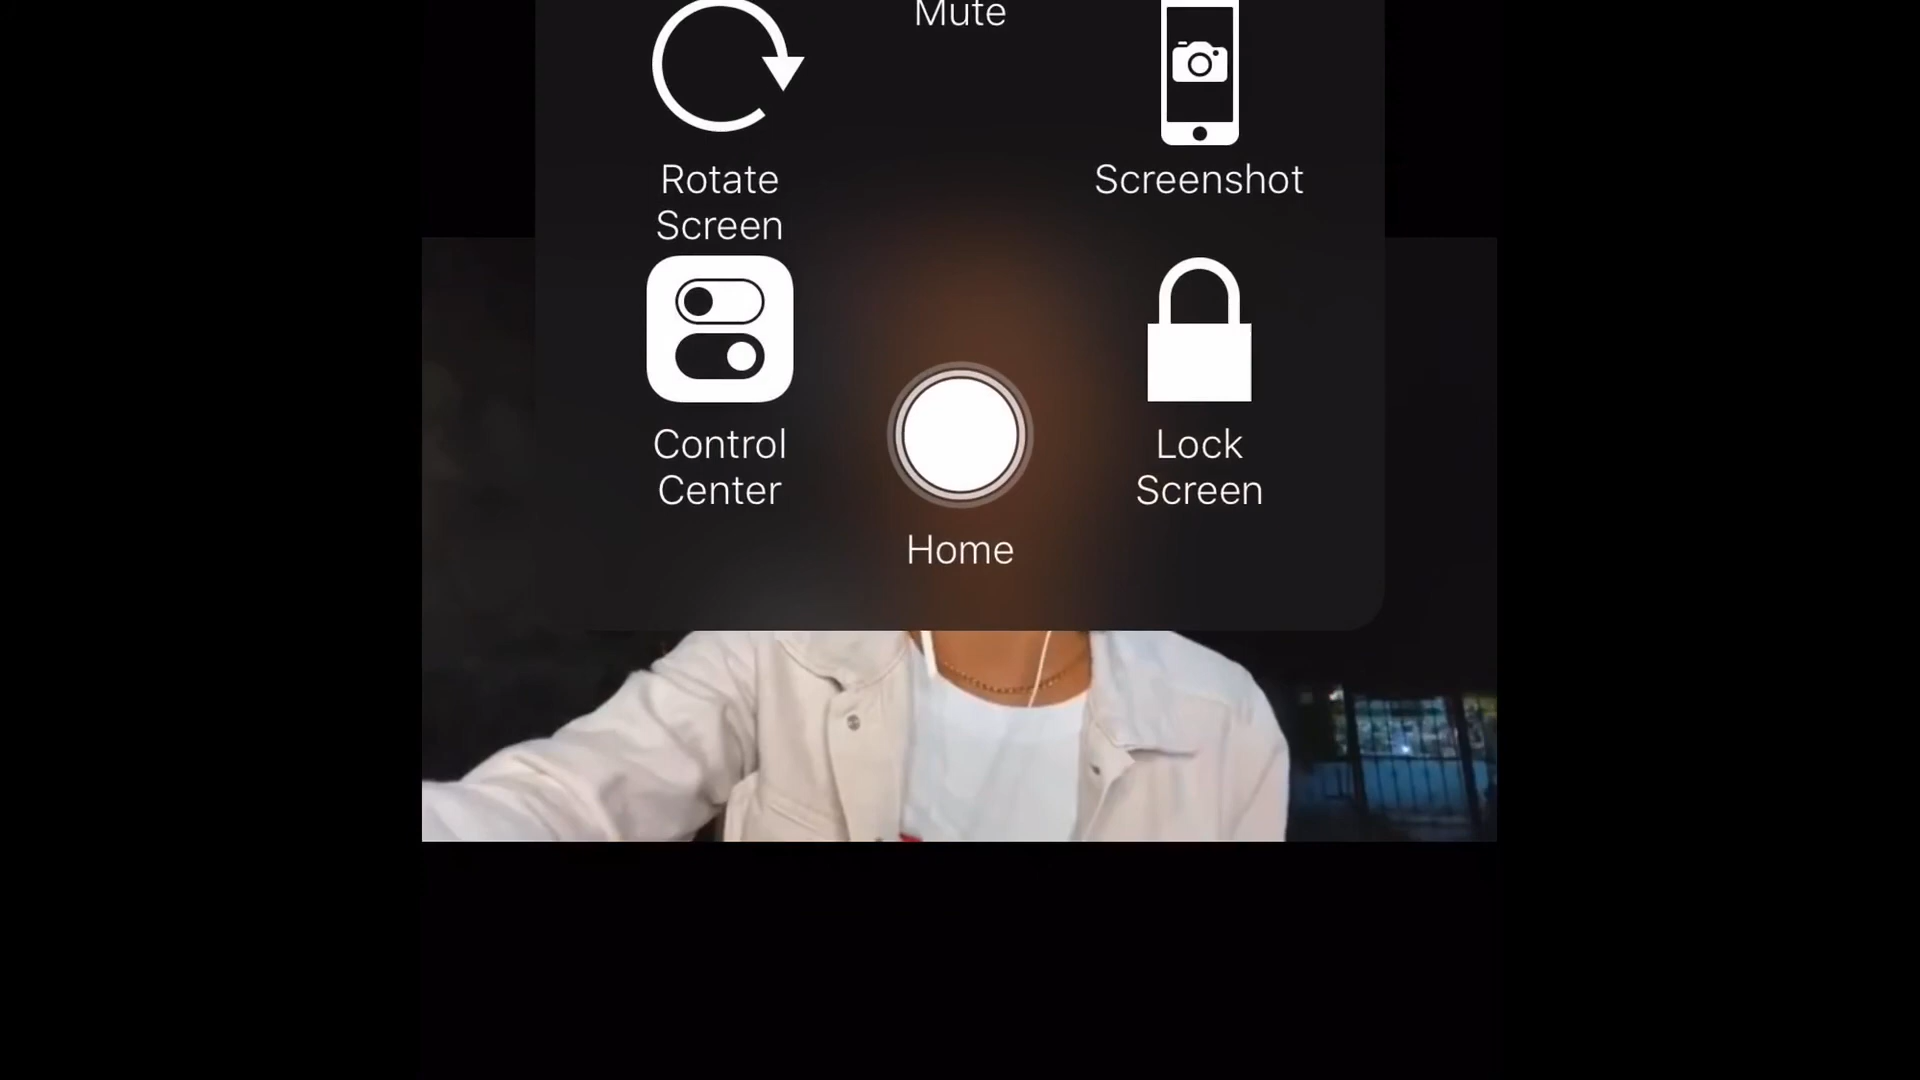 Mute
Rotate
Screen
Screenshot
Control
Center
Lock
Screen
Home